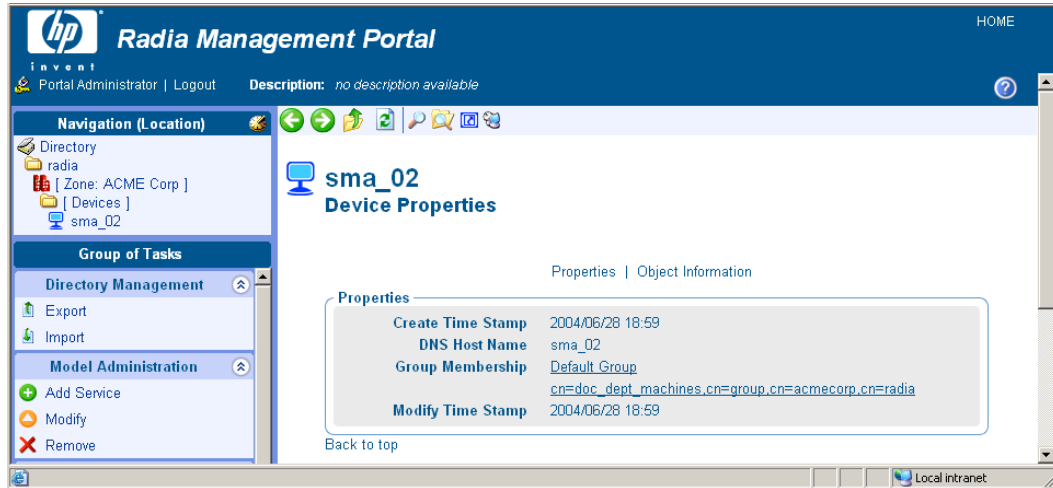 HOME
hp
invent
Radia Management Portal
Portal Administrator | Logout
Description: no description available
Navigation (Location)
Directory
radia
[ Zone: ACME Corp ]
[ Devices ]
sma_02
Group of Tasks
Directory Management
Export
Import
Model Administration
Add Service
Modify
Remove
sma_02
Device Properties
Properties | Object Information
Properties
Create Time Stamp 2004/06/28 18:59
DNS Host Name sma_02
Group Membership Default Group
cn=doc_dept_machines,cn=group,cn=acmecorp,cn=radia
Modify Time Stamp 2004/06/28 18:59
Back to top
Local intranet